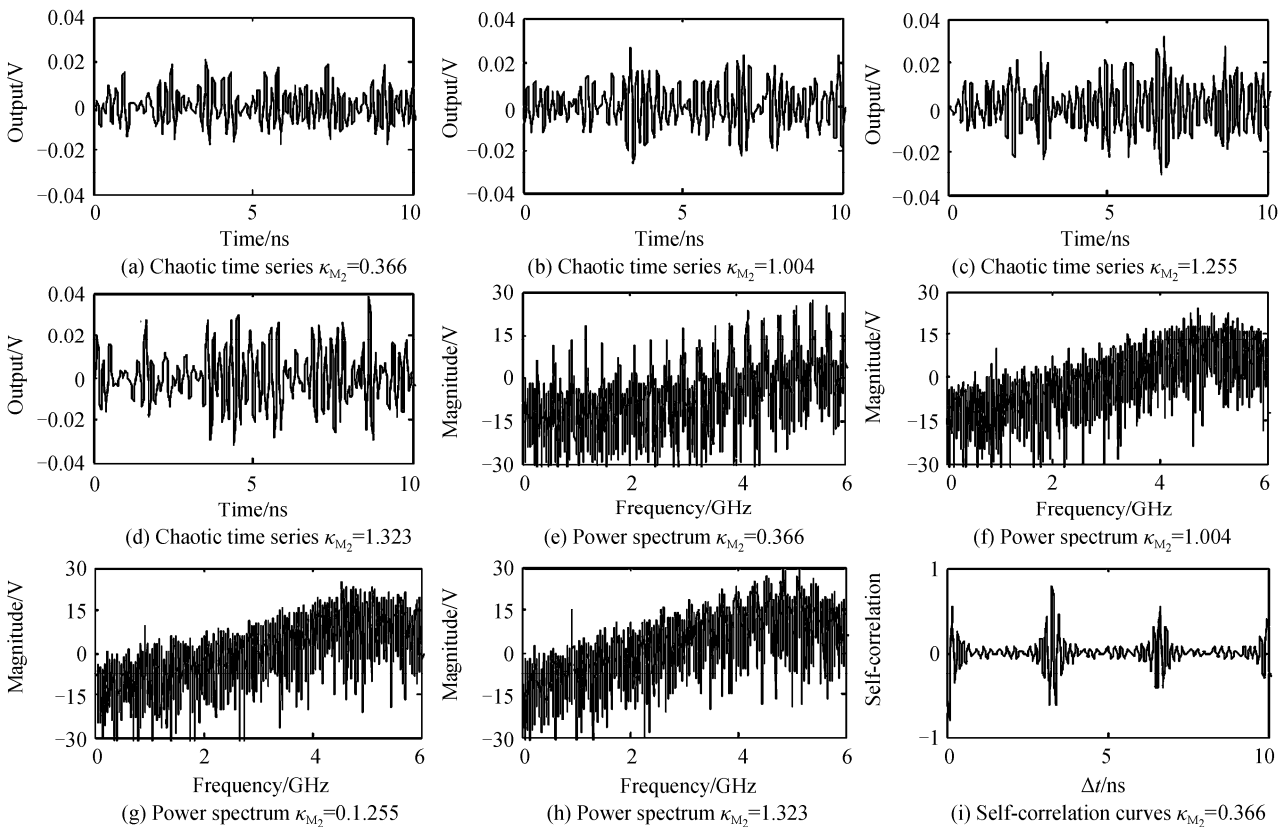 0.04
0.02
0
−0.02
−0.04
Output/V
0 5 10
Time/ns
(a) Chaotic time series κM2=0.366
0.04
0.02
0
−0.02
−0.04
Output/V
0 5 10
Time/ns
(b) Chaotic time series κM2=1.004
0.04
0.02
0
−0.02
−0.04
Output/V
0 5 10
Time/ns
(c) Chaotic time series κM2=1.255
0.04
0.02
0
−0.02
−0.04
Output/V
0 5 10
Time/ns
(d) Chaotic time series κM2=1.323
30
15
0
−15
−30
Magnitude/V
0 2 4 6
Frequency/GHz
(e) Power spectrum κM2=0.366
30
15
0
−15
−30
Magnitude/V
0 2 4 6
Frequency/GHz
(f) Power spectrum κM2=1.004
30
15
0
−15
−30
Magnitude/V
0 2 4 6
Frequency/GHz
(g) Power spectrum κM2=0.1.255
30
15
0
−15
−30
Magnitude/V
0 2 4 6
Frequency/GHz
(h) Power spectrum κM2=1.323
1
0
−1
Self-correlation
0 5 10
Δt/ns
(i) Self-correlation curves κM2=0.366